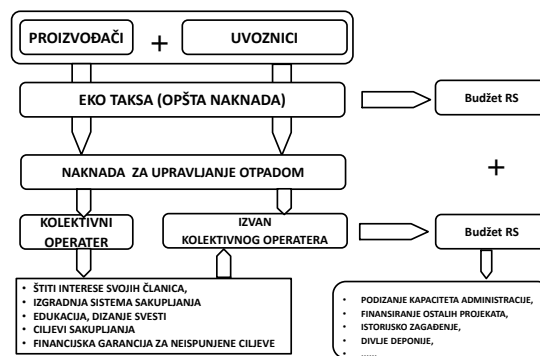 PROIZVOĐAČI + UVOZNICI
EKO TAKSA (OPŠTA NAKNADA)
Budžet RS
+
NAKNADA ZA UPRAVLJANJE OTPADOM
KOLEKTIVNI
OPERATER
IZVAN
KOLEKTIVNOG OPERATERA
Budžet RS
• ŠTITI INTERESE SVOJIH ČLANICA,
• IZGRADNJA SISTEMA SAKUPLJANJA
• EDUKACIJA, DIZANJE SVESTI
• CILJEVI SAKUPLJANJA
• FINANCIJSKA GARANCIJA ZA NEISPUNJENE CILJEVE
• PODIZANJE KAPACITETA ADMINISTRACIJE,
• FINANSIRANJE OSTALIH PROJEKATA,
• ISTORIJSKO ZAGAĐENJE,
• DIVLJE DEPONIJE,
• ......